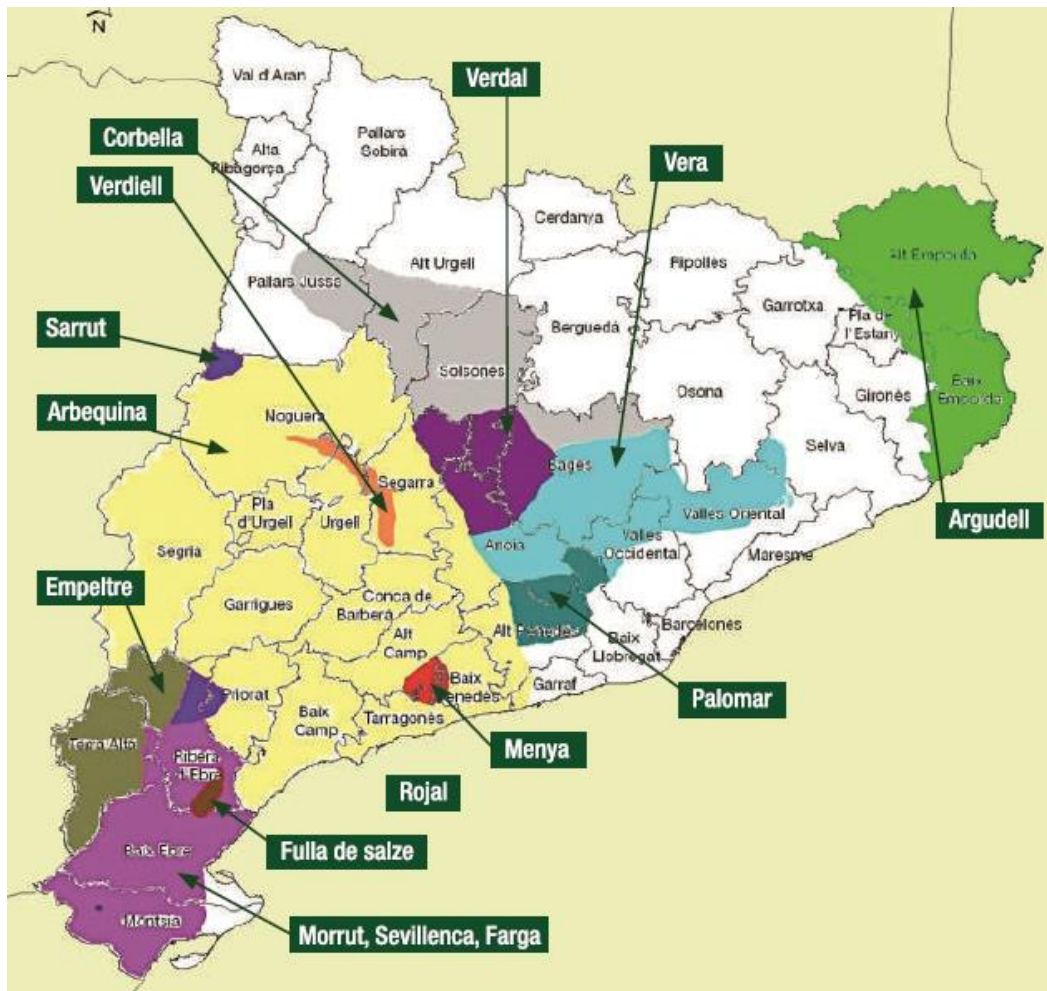 N
Val d'Aran
Verdal
Corbella
Alta
Ribagorça
Pallars
Sobirà
Vera
Verdiell
Cerdanya
Alt Urgell
Ripollès
Alt Empordà
Pallars Jussà
Garrotxa
Berguedà
Pla de
l'Estany
Sarrut
Solsonès
Osona
Gironès
Baix
Empordà
Arbequina
Noguera
Selva
Segarra
Bages
Pla
d'Urgell
Urgell
Valles Oriental
Argudell
Segrià
Anoia
Valles
Occidental
Maresme
Empeltre
Garrigues
Conca de
Barberà
Alt
Camp
Alt Penedès
Barcelonès
Baix
Llobregat
Priorat
Baix
Penedès
Garraf
Palomar
Baix
Camp
Tarragonès
Terra Alta
Ribera
d'Ebre
Menya
Rojal
Fulla de salze
Baix Ebre
Montsià
Morrut, Sevillenca, Farga